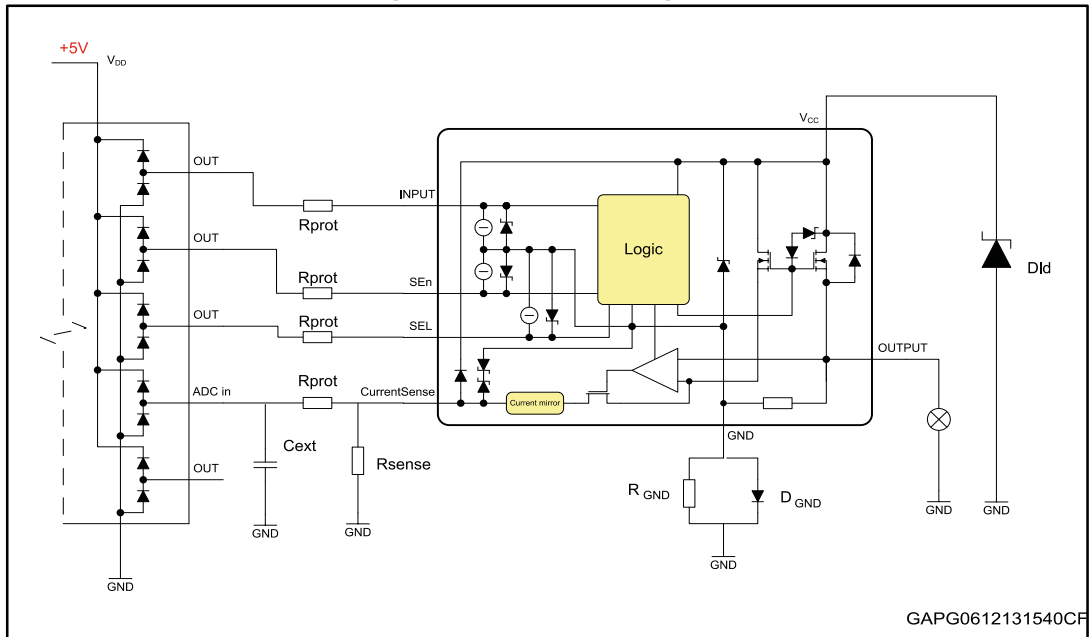 +5V
VDD
VCC
OUT
INPUT
Rprot
Logic
OUT
SEn
Rprot
Dld
OUT
SEL
Rprot
OUTPUT
ADC in
Rprot
CurrentSense
Current mirror
GND
Cext
Rsense
OUT
R GND
D GND
GND
GND
GND
GND
GND
GND
GAPG0612131540CF